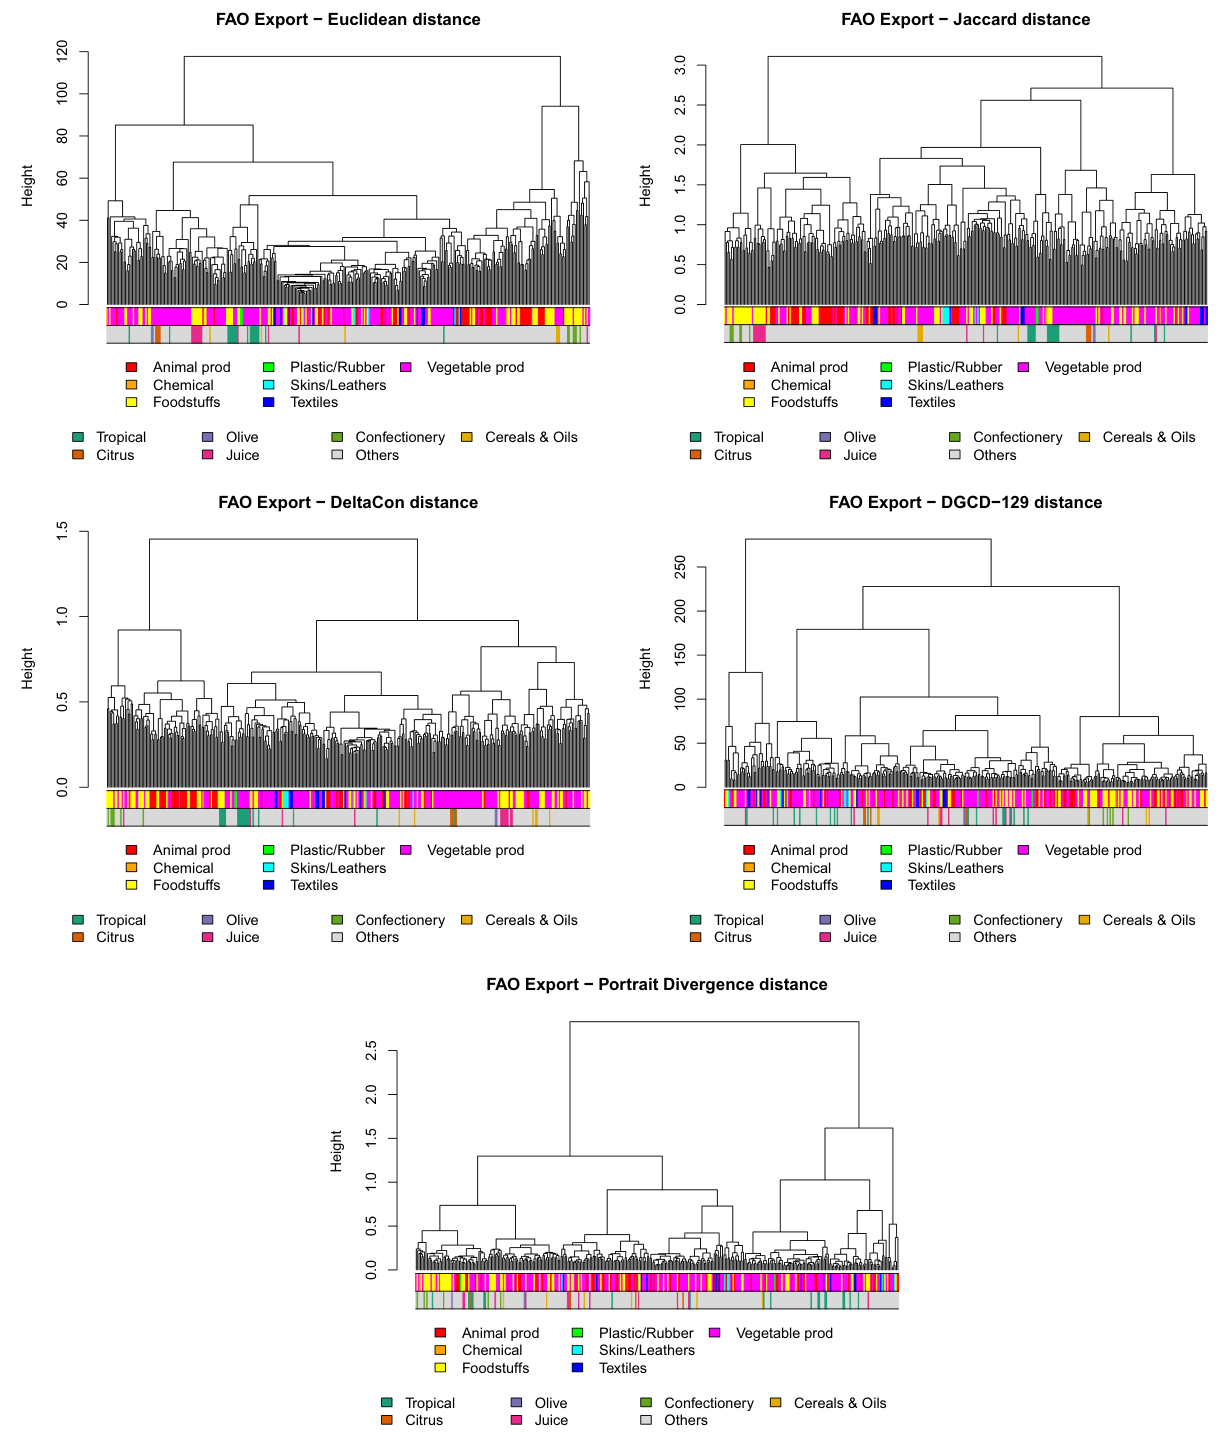 FAO Export − Euclidean distance
Height
0 20 40 60 80 100 120
Animal prod Plastic/Rubber Vegetable prod
Chemical Skins/Leathers
Foodstuffs Textiles
Tropical Olive Confectionery Cereals & Oils
Citrus Juice Others
FAO Export − Jaccard distance
Height
0.0 0.5 1.0 1.5 2.0 2.5 3.0
Animal prod Plastic/Rubber Vegetable prod
Chemical Skins/Leathers
Foodstuffs Textiles
Tropical Olive Confectionery Cereals & Oils
Citrus Juice Others
FAO Export − DeltaCon distance
Height
0.0 0.5 1.0 1.5
Animal prod Plastic/Rubber Vegetable prod
Chemical Skins/Leathers
Foodstuffs Textiles
Tropical Olive Confectionery Cereals & Oils
Citrus Juice Others
FAO Export − DGCD−129 distance
Height
0 50 100 150 200 250
Animal prod Plastic/Rubber Vegetable prod
Chemical Skins/Leathers
Foodstuffs Textiles
Tropical Olive Confectionery Cereals & Oils
Citrus Juice Others
FAO Export − Portrait Divergence distance
Height
0.0 0.5 1.0 1.5 2.0 2.5
Animal prod Plastic/Rubber Vegetable prod
Chemical Skins/Leathers
Foodstuffs Textiles
Tropical Olive Confectionery Cereals & Oils
Citrus Juice Others